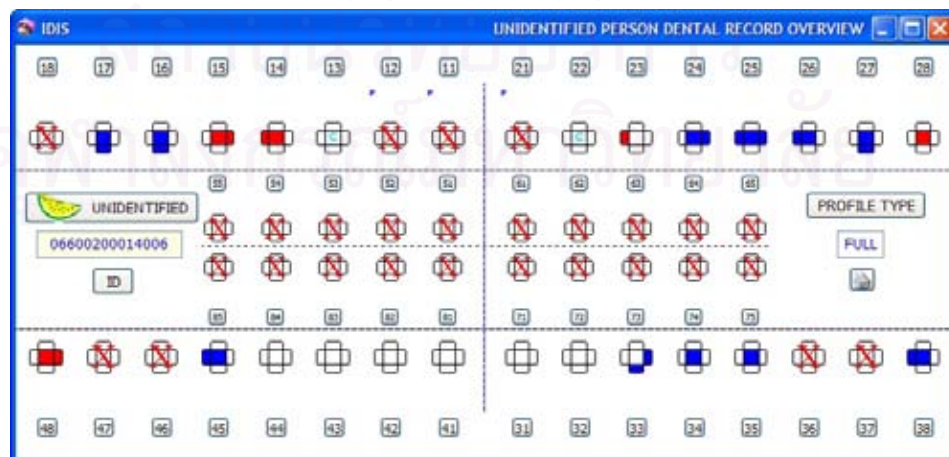 IDIS UNIDENTIFIED PERSON DENTAL RECORD OVERVIEW
18 17 16 15 14 13 12 11 21 22 23 24 25 26 27 28
P P P
C C
55 54 53 52 51 61 62 63 64 65
UNIDENTIFIED PROFILE TYPE
06600200014006 FULL
ID
85 84 83 82 81 71 72 73 74 75
48 47 46 45 44 43 42 41 31 32 33 34 35 36 37 38